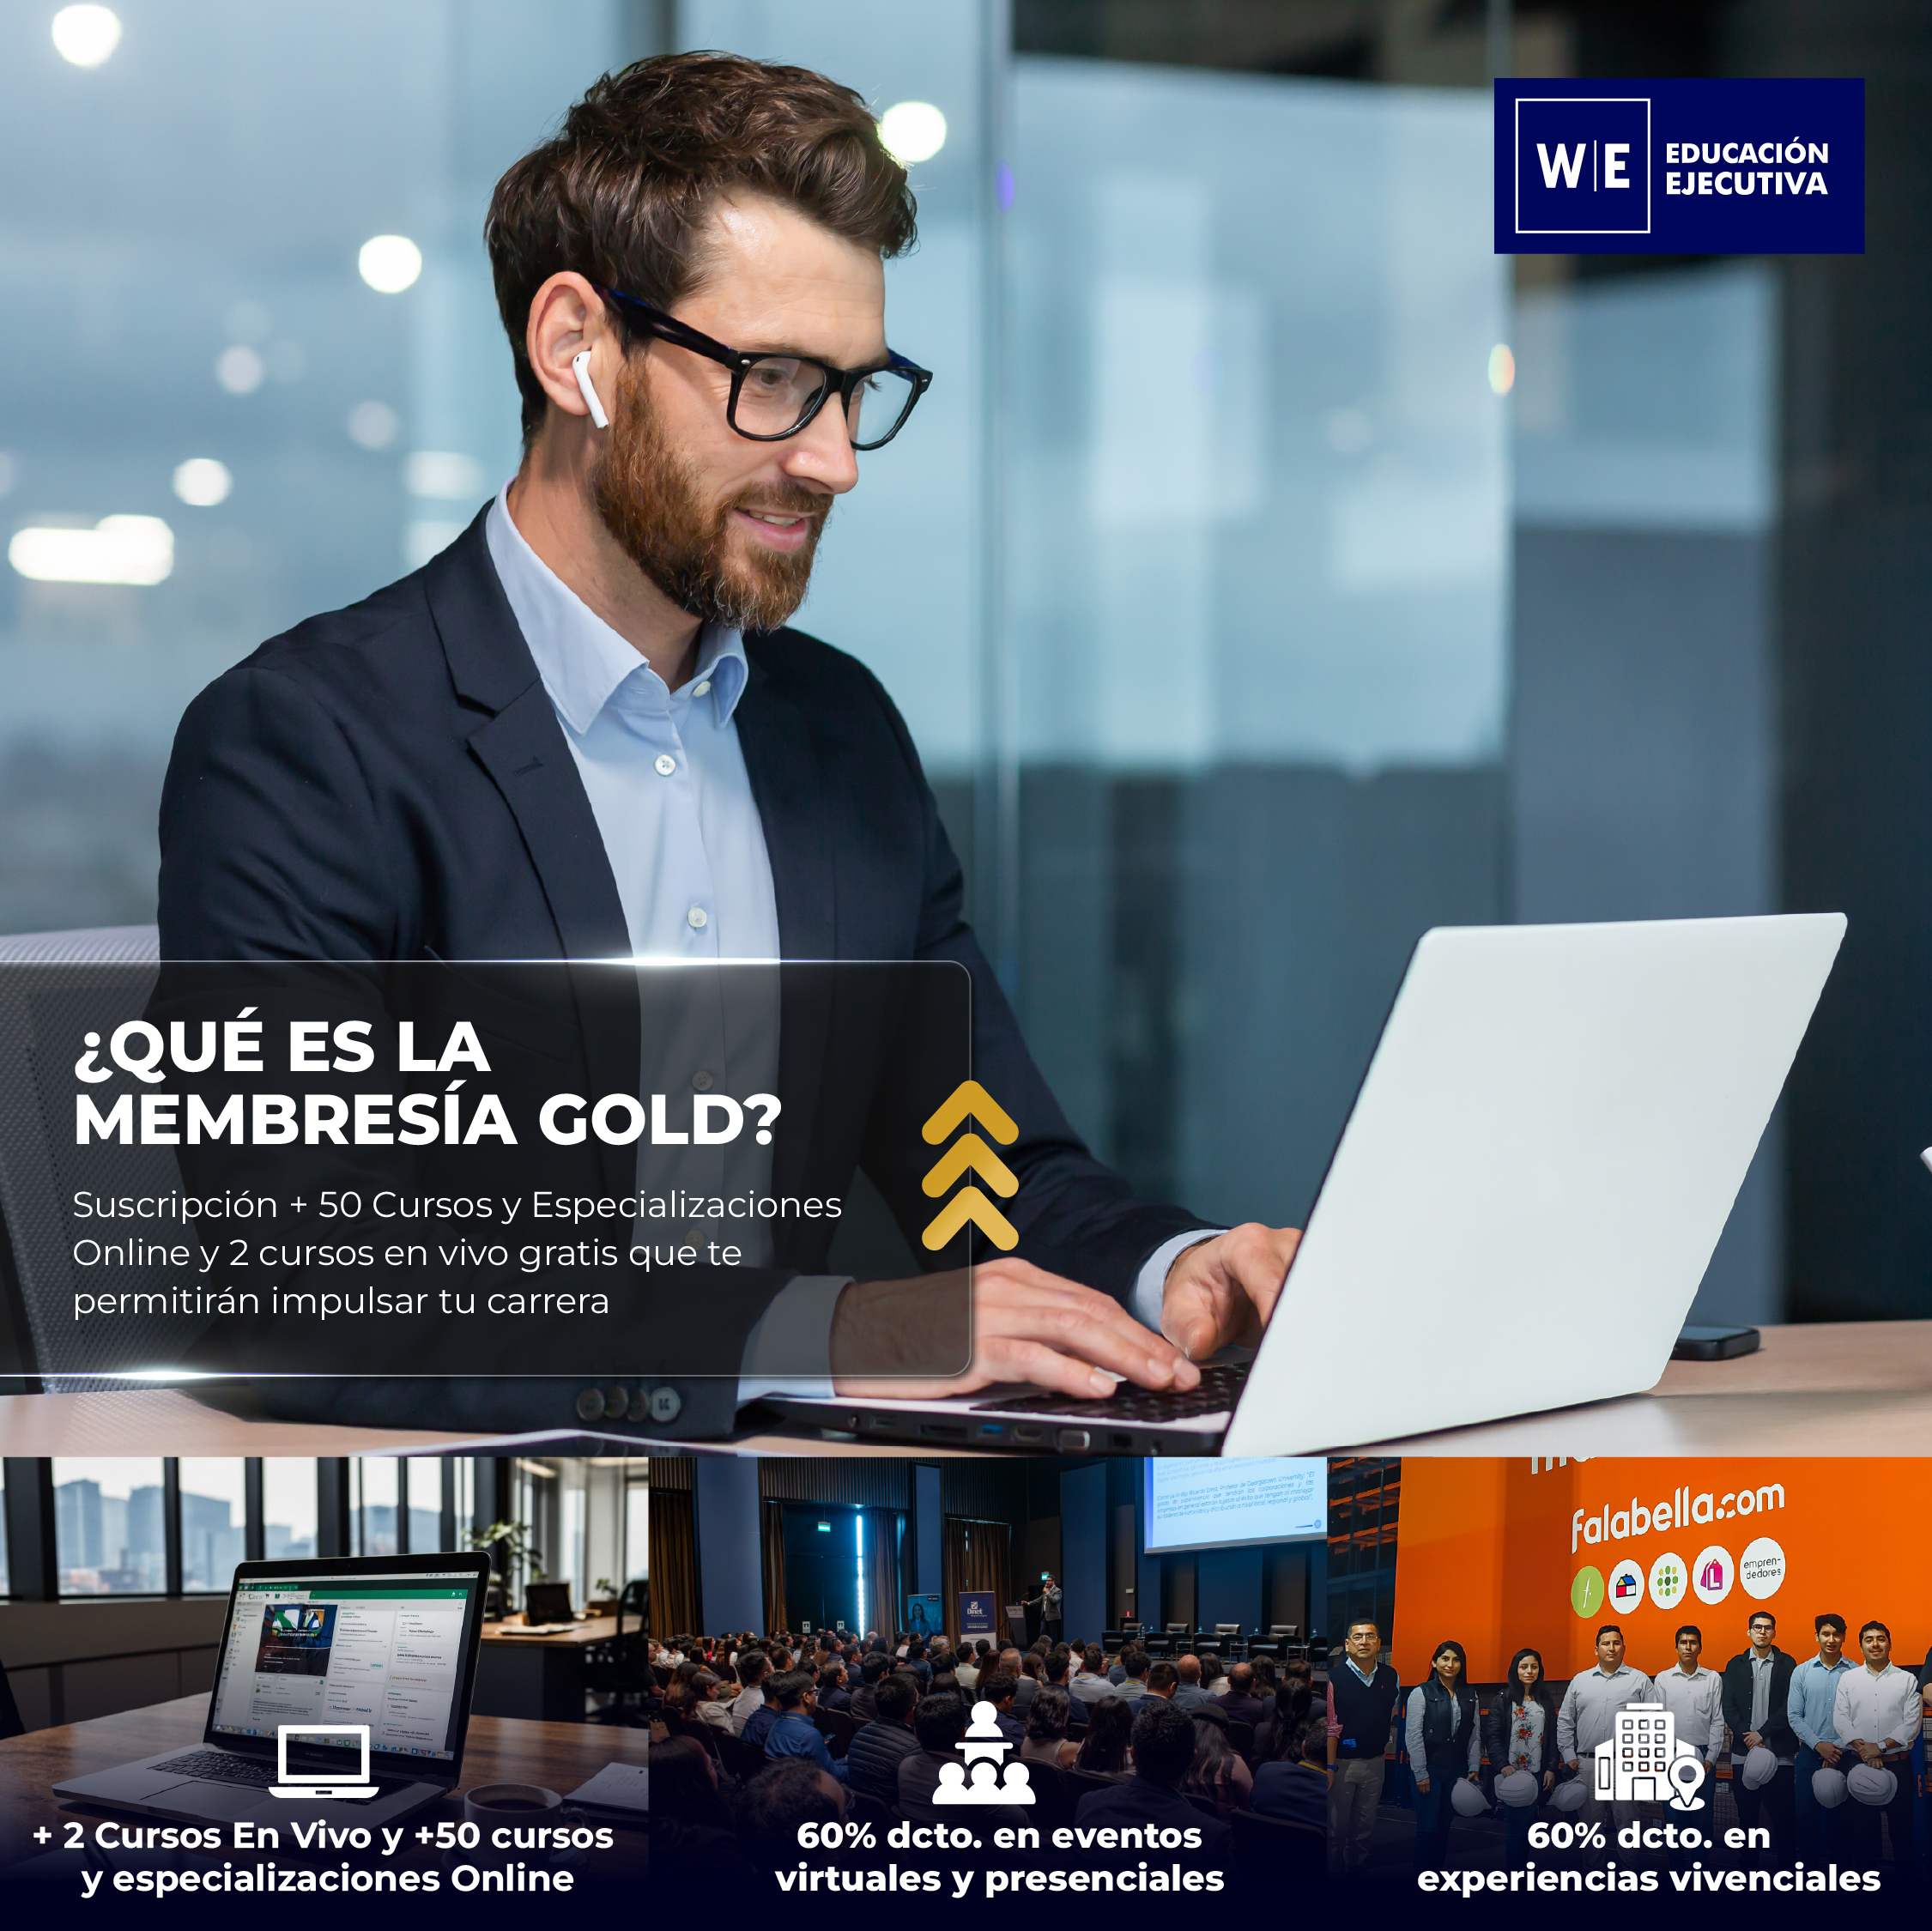 W|E EDUCACIÓN
EJECUTIVA
¿QUÉ ES LA
MEMBRESÍA GOLD?
Suscripción + 50 Cursos y Especializaciones
Online y 2 cursos en vivo gratis que te
permitirán impulsar tu carrera
falabella.com
empren-
dedores
+ 2 Cursos En Vivo y +50 cursos
y especializaciones Online
60% dcto. en eventos
virtuales y presenciales
60% dcto. en
experiencias vivenciales